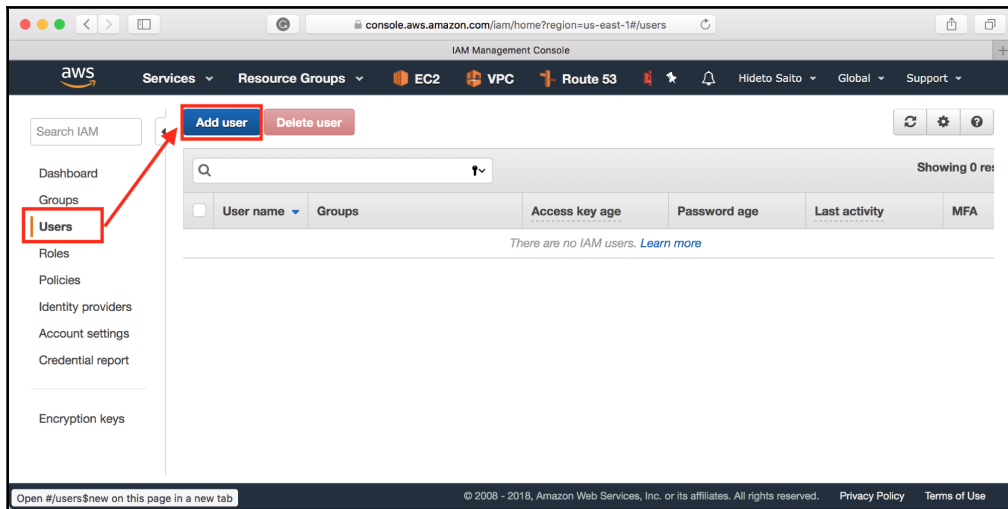 console.aws.amazon.com/iam/home?region=us-east-1#/users
IAM Management Console
aws Services Resource Groups EC2 VPC Route 53 Hideto Saito Global Support
Search IAM
Add user Delete user
Showing 0 res
Dashboard
Groups
Users
Roles
Policies
Identity providers
Account settings
Credential report
Encryption keys
User name Groups Access key age Password age Last activity MFA
There are no IAM users. Learn more
Open #/users$new on this page in a new tab
© 2008 - 2018, Amazon Web Services, Inc. or its affiliates. All rights reserved. Privacy Policy Terms of Use